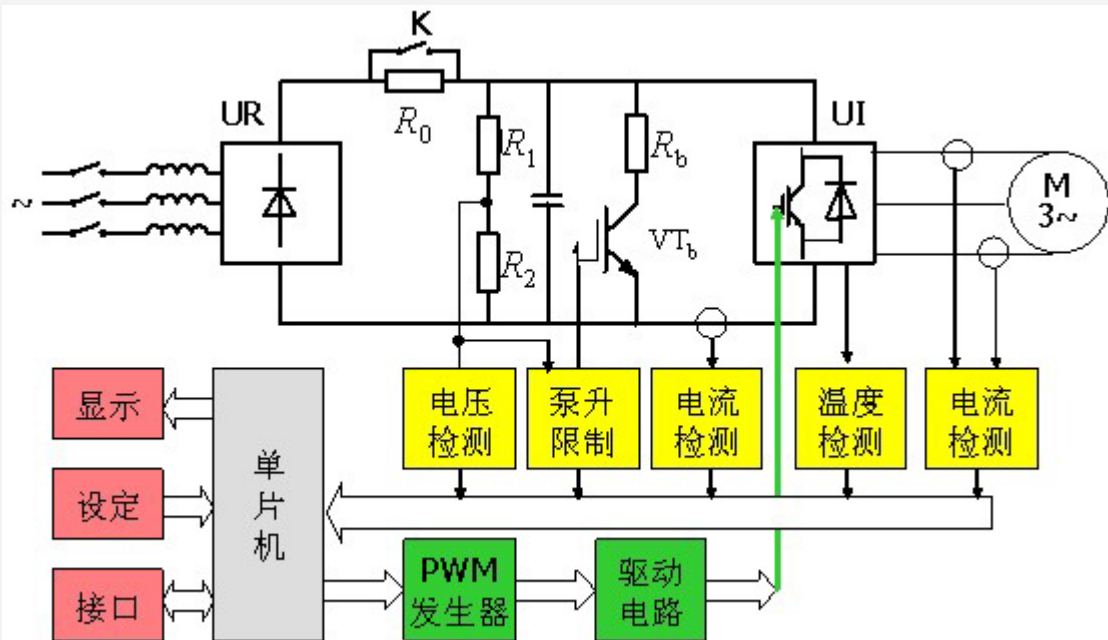 K
R0
UR
R1
Rb
UI
M
3~
~
R2
VTb
显示
设定
接口
单
片
机
电压
检测
泵升
限制
电流
检测
温度
检测
电流
检测
PWM
发生器
驱动
电路